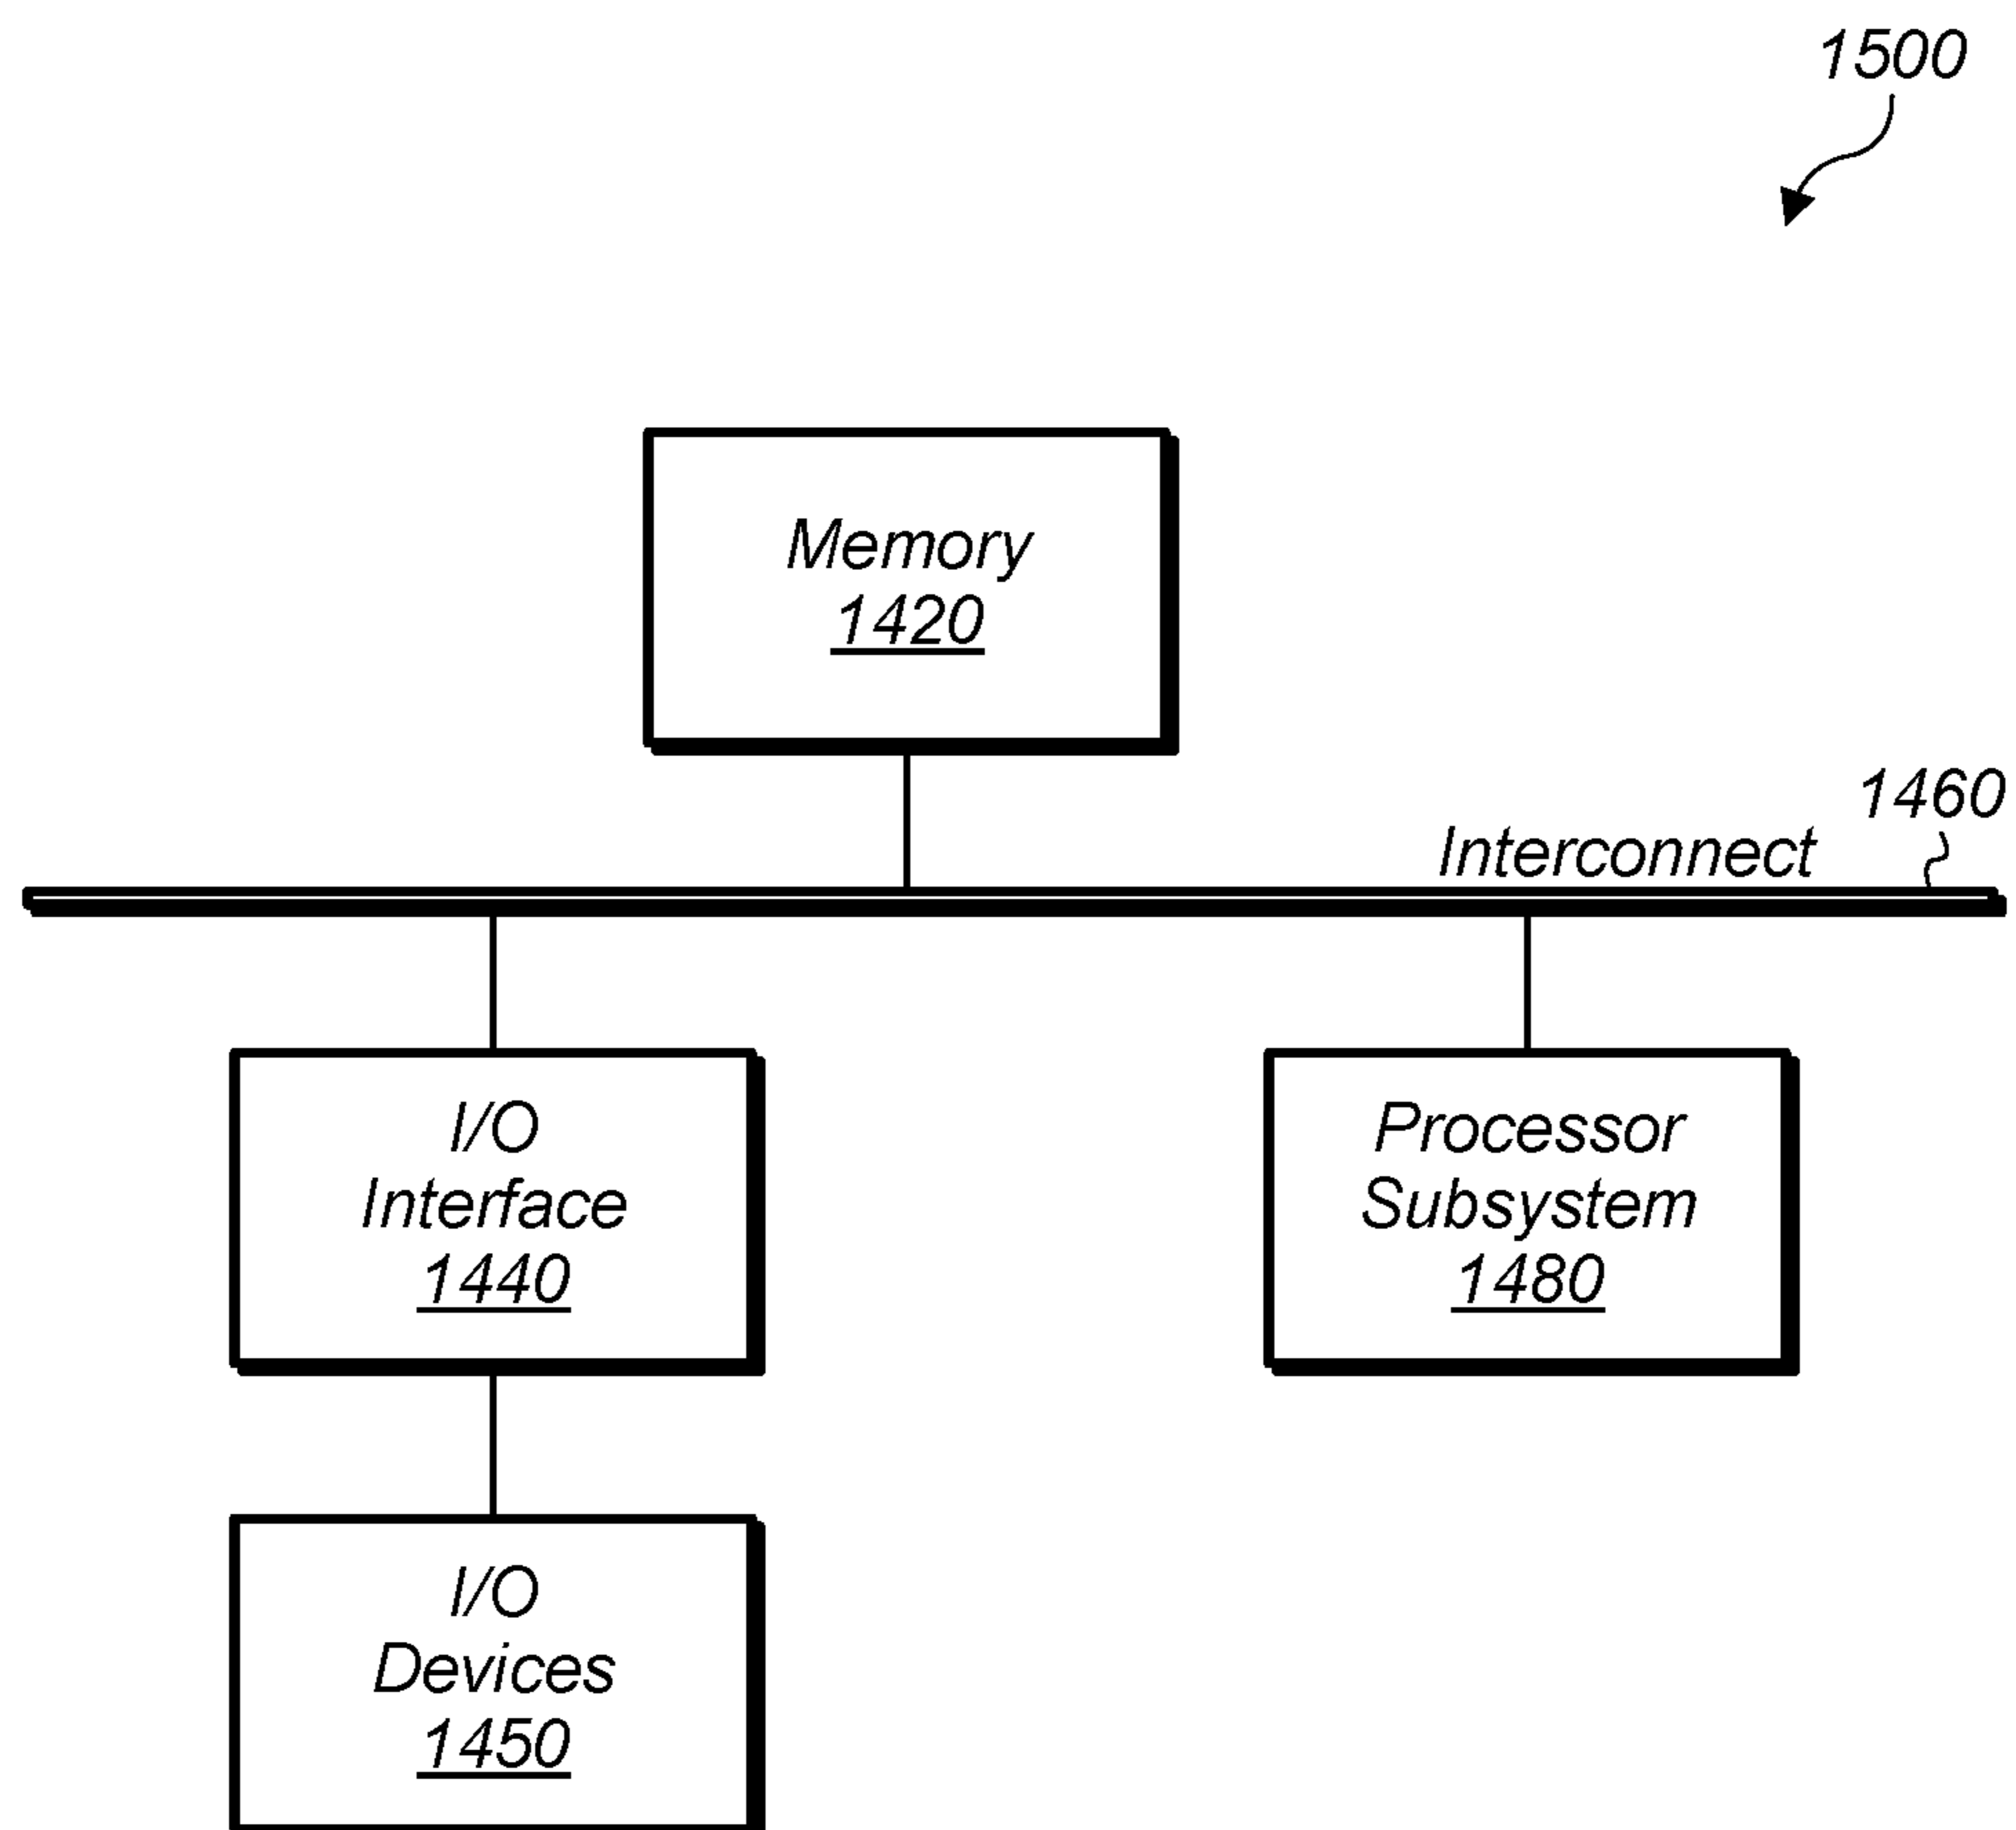 1500
Memory
1420
1460
Interconnect
I/O
Interface
1440
Processor
Subsystem
1480
I/O
Devices
1450